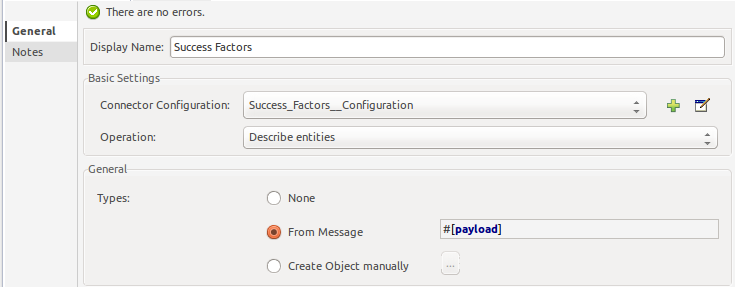 There are no errors.
General
Notes
Display Name: Success Factors
Basic Settings
Connector Configuration: Success_Factors__Configuration
Operation: Describe entities
General
Types: None
From Message #[payload]
Create Object manually ...